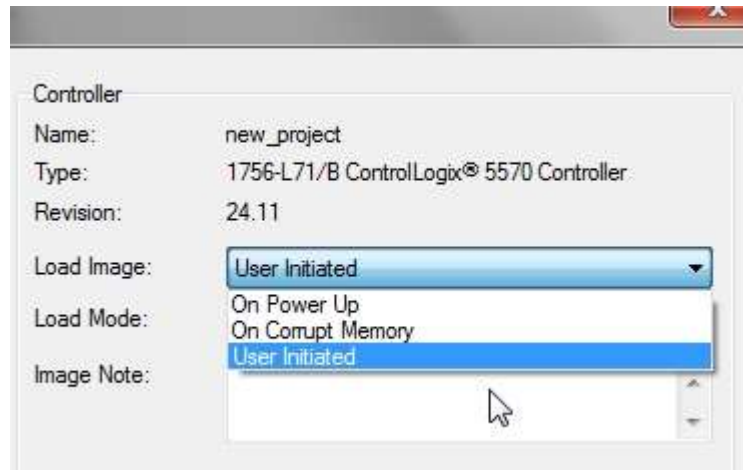 Controller
Name: new_project
Type: 1756-L71/B ControlLogix® 5570 Controller
Revision: 24.11
Load Image: User Initiated
On Power Up
Load Mode:
On Corrupt Memory
User Initiated
Image Note: